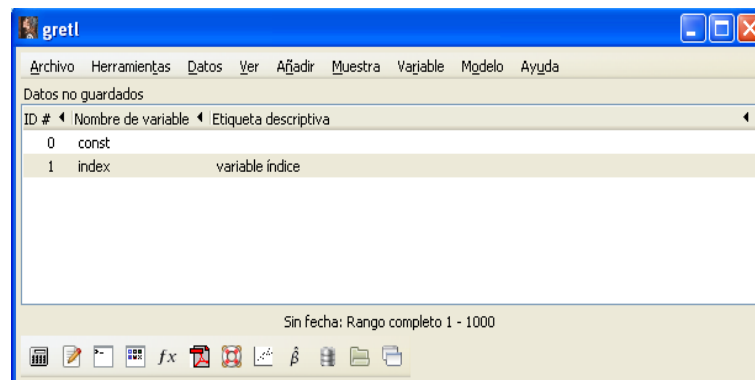 gretl
Archivo Herramientas Datos Ver Añadir Muestra Variable Modelo Ayuda
Datos no guardados
ID # Nombre de variable Etiqueta descriptiva
0 const
1 index variable índice
Sin fecha: Rango completo 1 - 1000
fx β̂